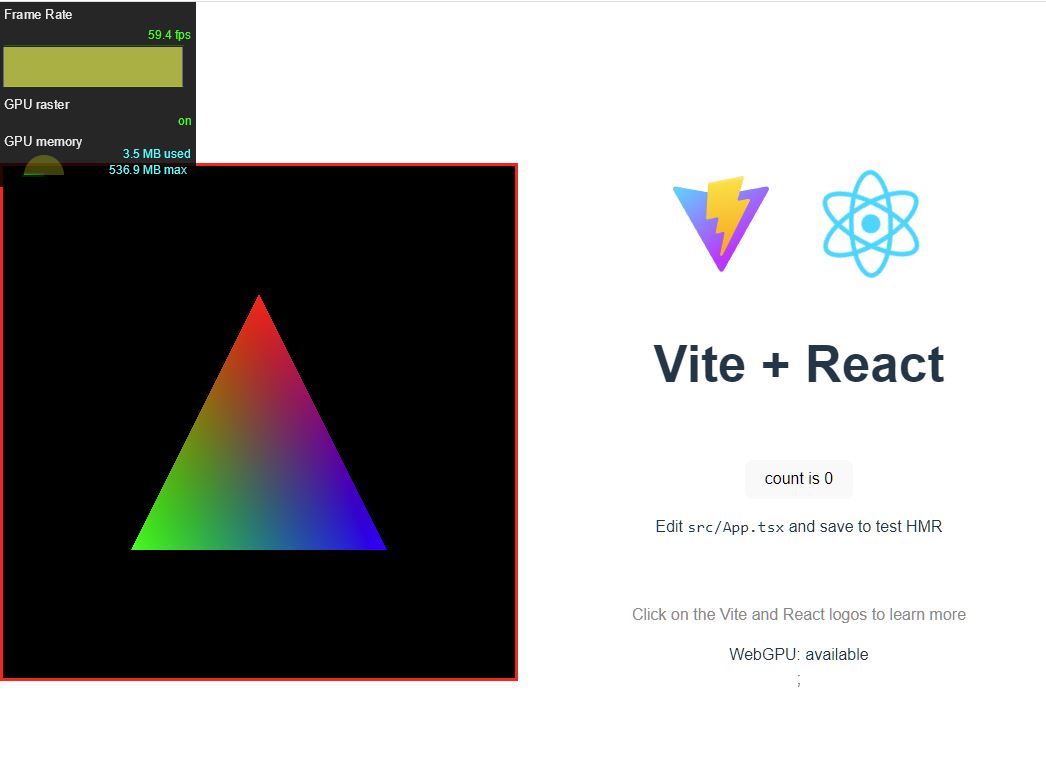 Frame Rate
59.4 fps
GPU raster
on
GPU memory
3.5 MB used
536.9 MB max
Vite + React
count is 0
Edit src/App.tsx and save to test HMR
Click on the Vite and React logos to learn more
WebGPU: available
;